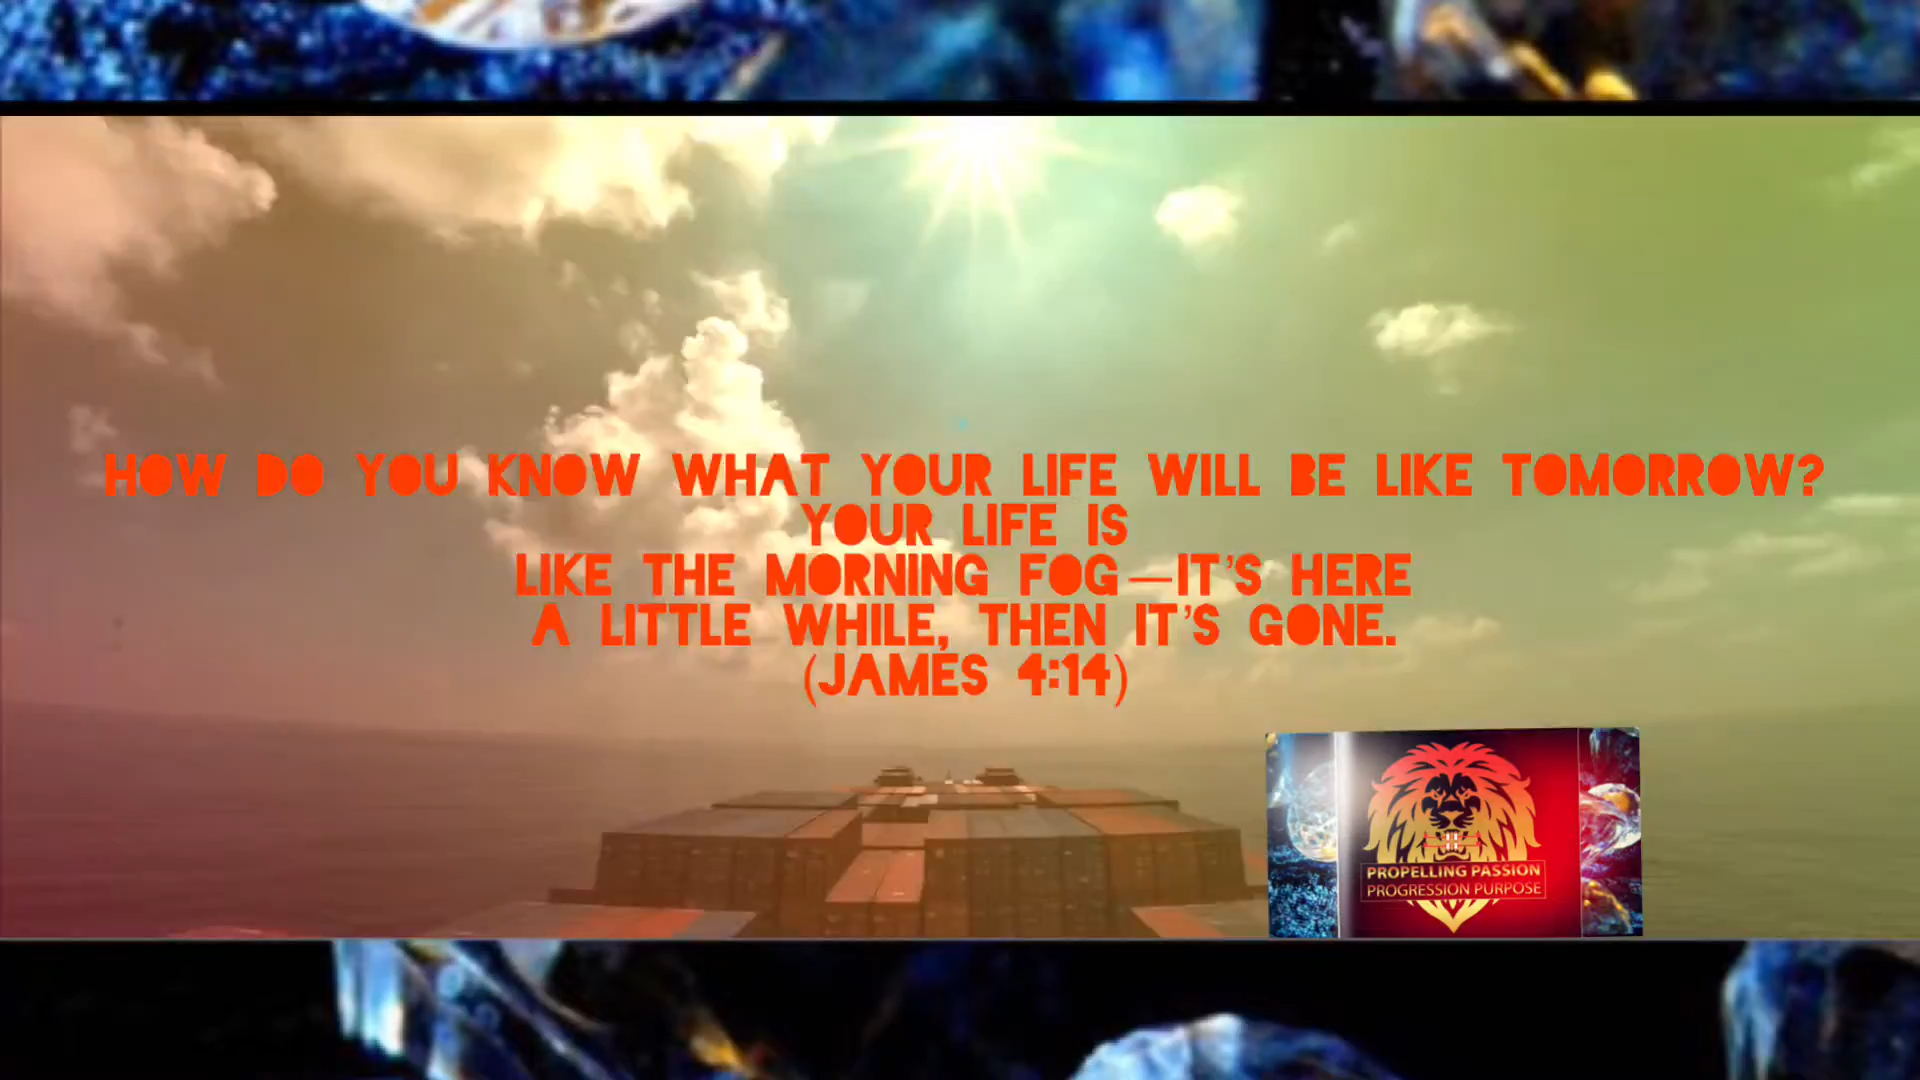 HOW DO YOU KNOW WHAT YOUR LIFE WILL BE LIKE TOMORROW?
YOUR LIFE IS
LIKE THE MORNING FOG—IT'S HERE
A LITTLE WHILE, THEN IT'S GONE.
(JAMES 4:14)
PROPELLING PASSION
PROGRESSION PURPOSE